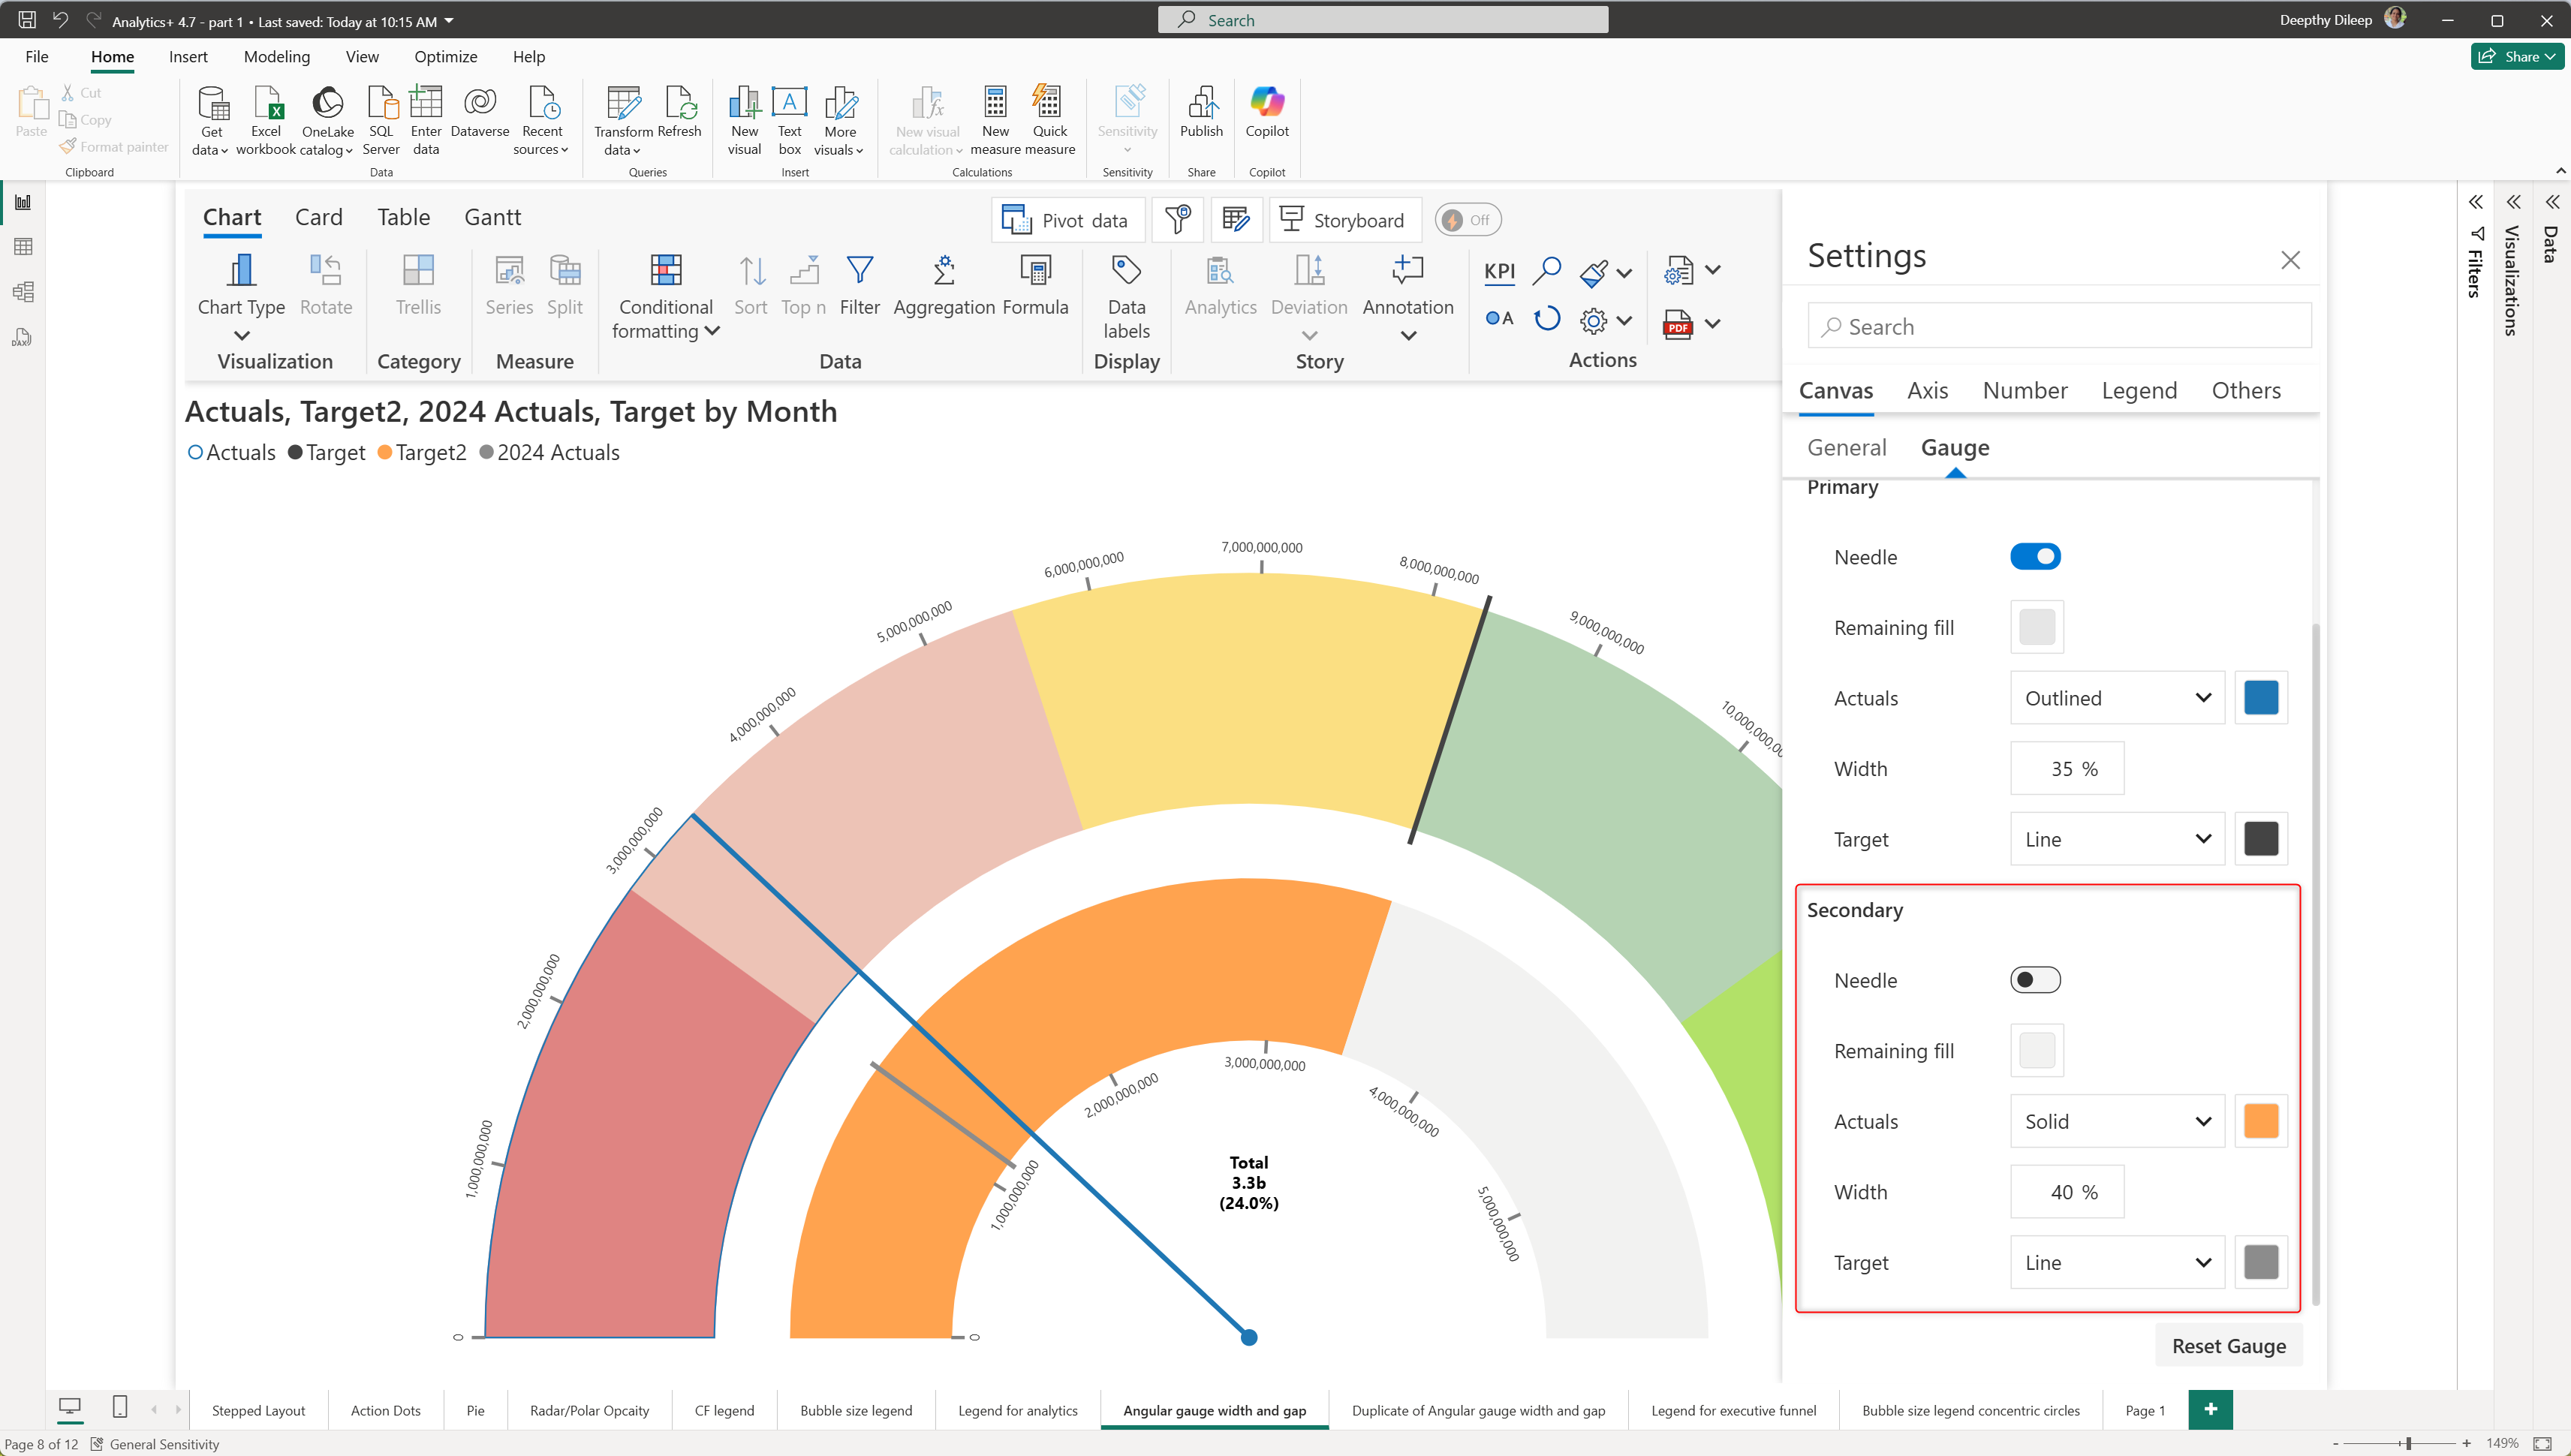 Analytics+ 4.7 - part 1 • Last saved: Today at 10:15 AM
Search
Deepthy Dileep
File Home Insert Modeling View Optimize Help
Share
Paste
Cut
Copy
Format painter
Clipboard
Get data
Excel workbook
OneLake catalog
SQL Server
Enter data
Dataverse
Recent sources
Data
Transform data
Refresh
Queries
New visual
Text box
More visuals
Insert
New visual calculation
New measure
Quick measure
Calculations
Sensitivity
Sensitivity
Publish
Share
Copilot
Copilot
Chart Card Table Gantt
Pivot data
Storyboard
Off
Chart Type
Rotate
Visualization
Trellis
Category
Series
Split
Measure
Conditional formatting
Sort
Top n
Filter
Aggregation
Formula
Data
Data labels
Display
Analytics
Deviation
Annotation
Story
KPI
A
PDF
Actions
Actuals, Target2, 2024 Actuals, Target by Month
Actuals Target Target2 2024 Actuals
0
1,000,000,000
2,000,000,000
3,000,000,000
4,000,000,000
5,000,000,000
6,000,000,000
7,000,000,000
8,000,000,000
9,000,000,000
0
1,000,000,000
2,000,000,000
3,000,000,000
4,000,000,000
5,000,000,000
Total
3.3b
(24.0%)
Settings
Search
Canvas Axis Number Legend Others
General Gauge
Primary
Needle
Remaining fill
Actuals Outlined
Width 35 %
Target Line
Secondary
Needle
Remaining fill
Actuals Solid
Width 40 %
Target Line
Reset Gauge
Filters
Visualizations
Data
DAX
Stepped Layout
Action Dots
Pie
Radar/Polar Opcaity
CF legend
Bubble size legend
Legend for analytics
Angular gauge width and gap
Duplicate of Angular gauge width and gap
Legend for executive funnel
Bubble size legend concentric circles
Page 1
+
Page 8 of 12
General Sensitivity
- + 149%